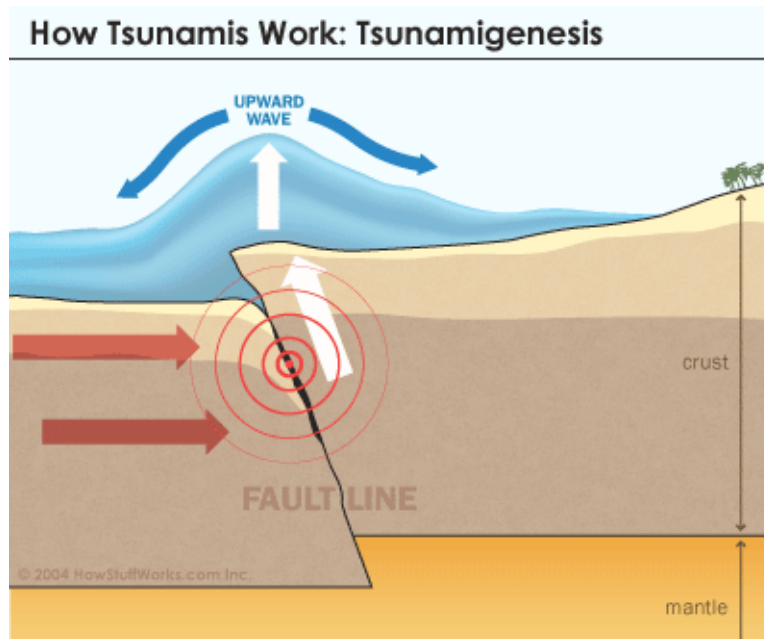 How Tsunamis Work: Tsunamigenesis
UPWARD
WAVE
crust
FAULT LINE
© 2004 HowStuffWorks.com Inc.
mantle